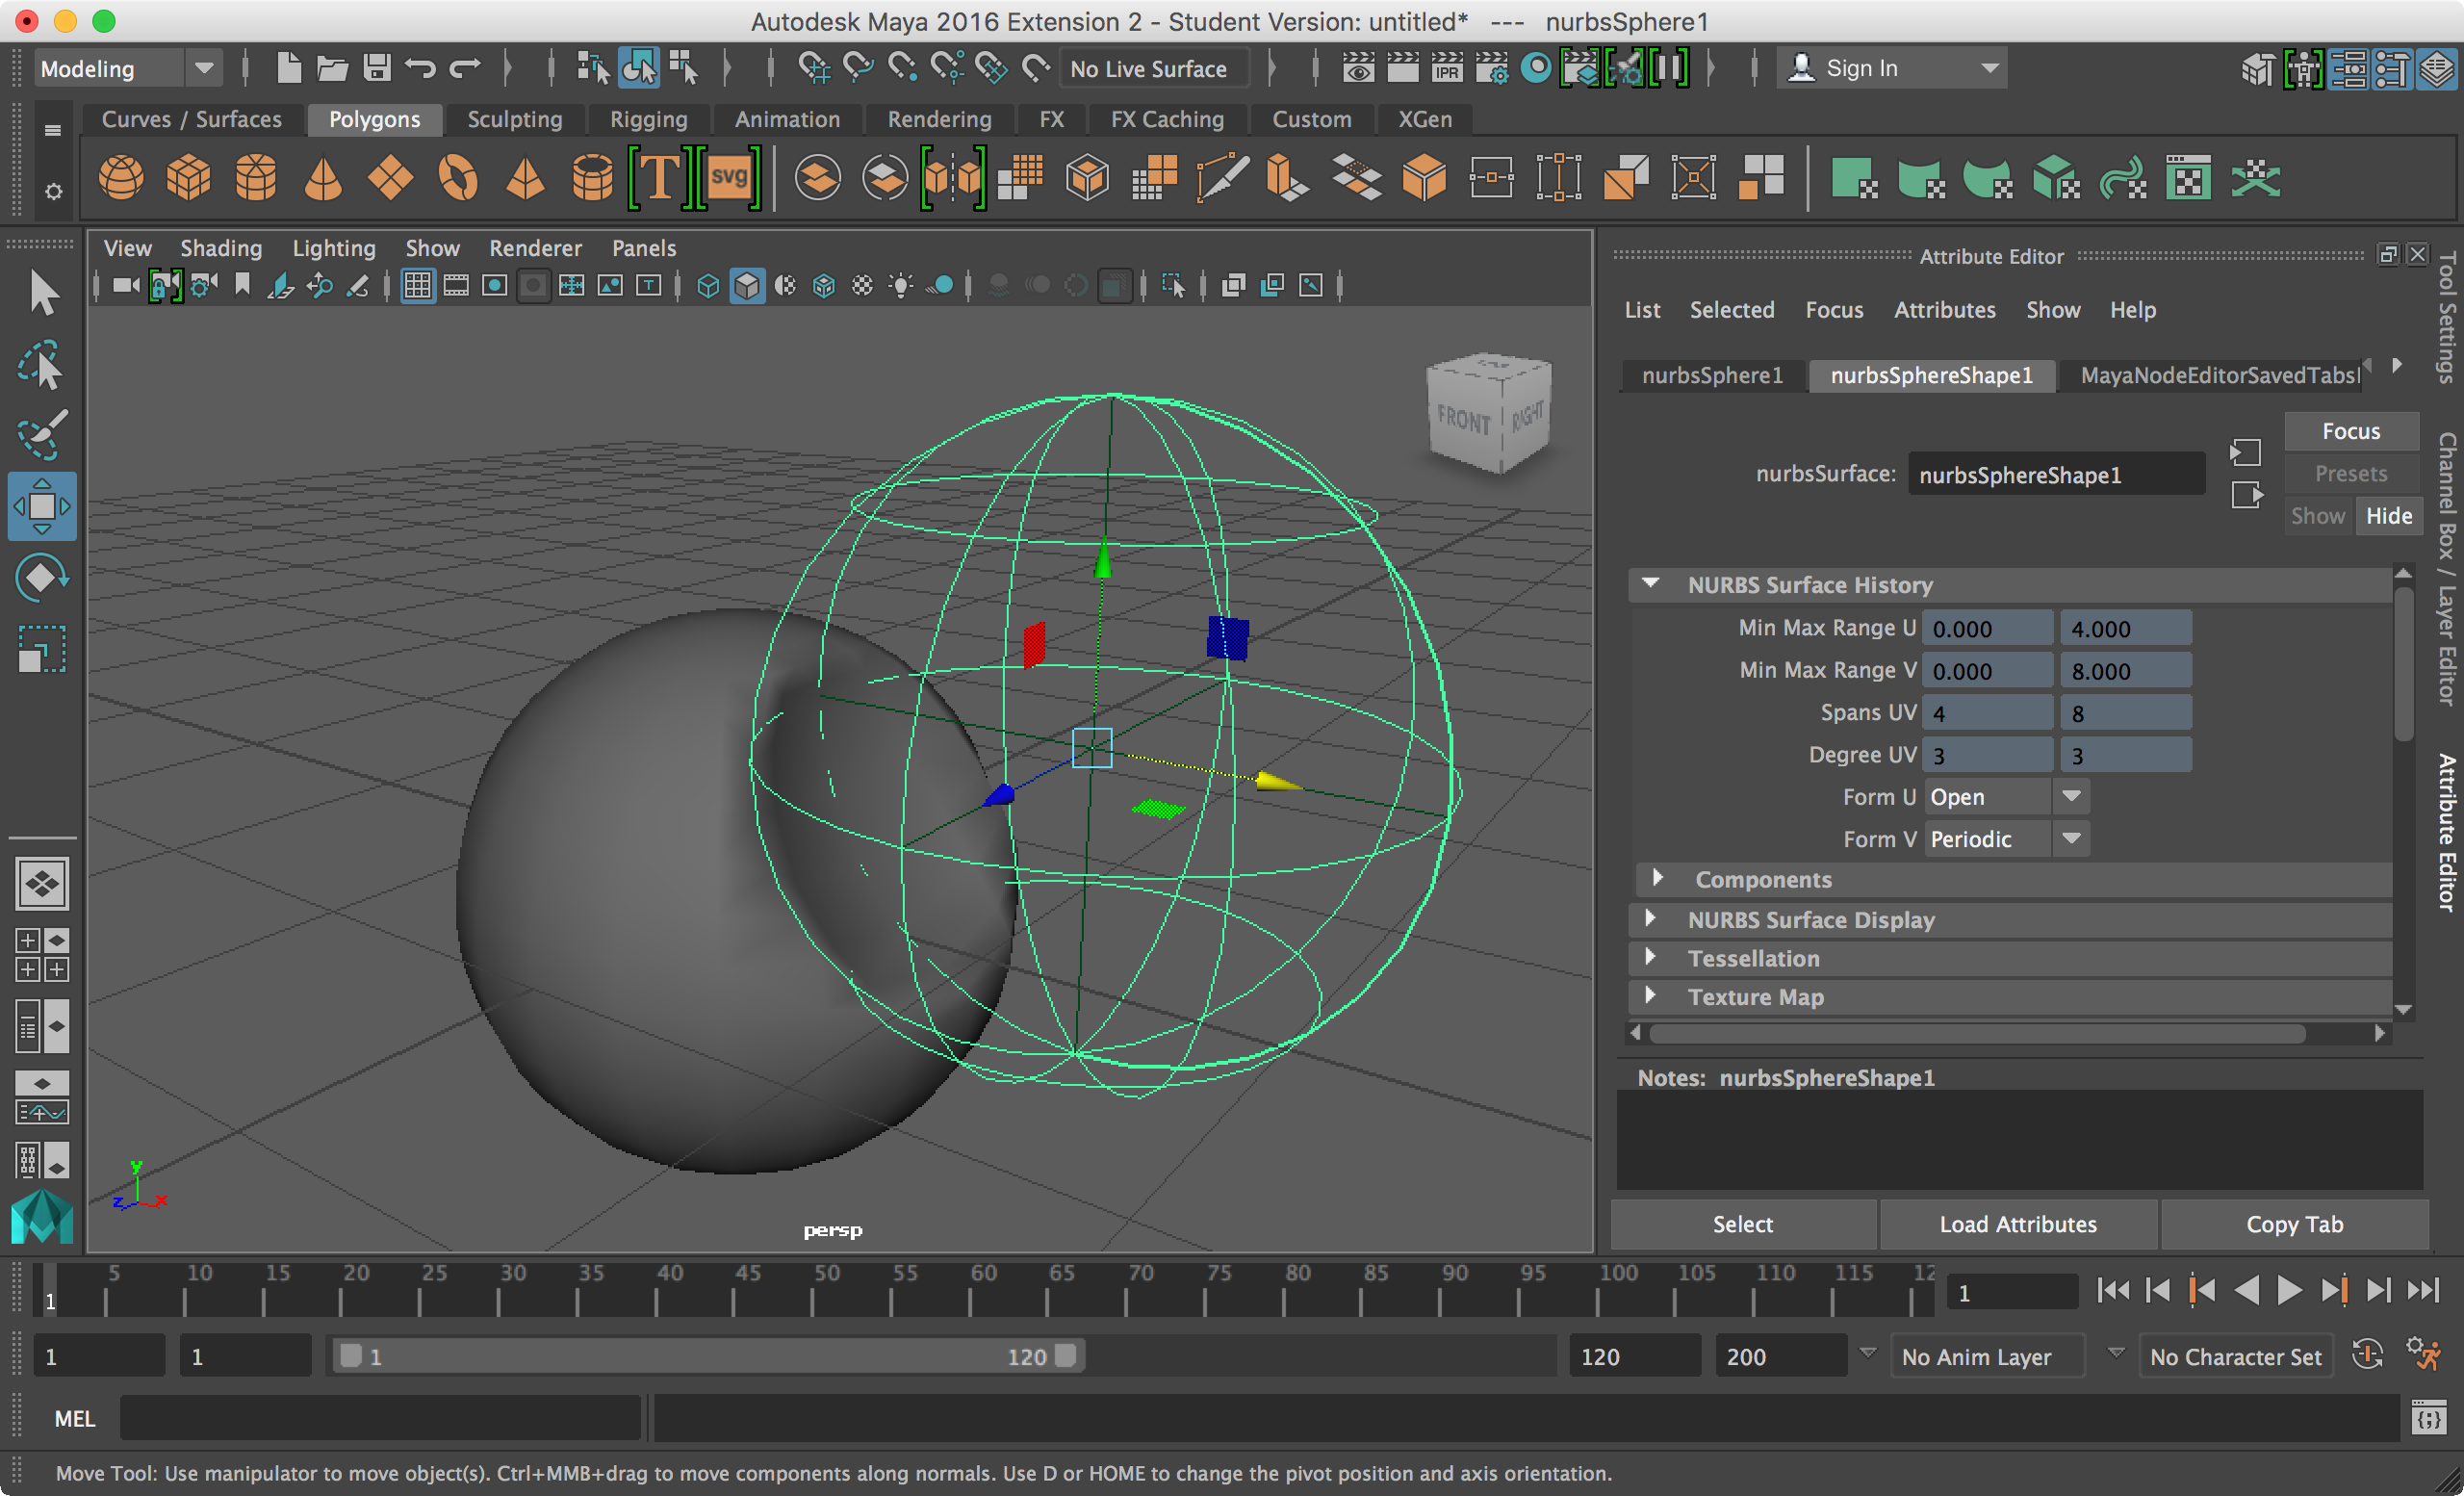 Autodesk Maya 2016 Extension 2 - Student Version: untitled* --- nurbsSphere1
Modeling
No Live Surface
IPR
Sign In
Curves / Surfaces Polygons Sculpting Rigging Animation Rendering FX FX Caching Custom XGen
T svg
View Shading Lighting Show Renderer Panels
FRONT RIGHT
persp
y
z x
Attribute Editor
List Selected Focus Attributes Show Help
nurbsSphere1 nurbsSphereShape1 MayaNodeEditorSavedTabsI
Focus
nurbsSurface: nurbsSphereShape1
Presets
Show Hide
NURBS Surface History
Min Max Range U 0.000 4.000
Min Max Range V 0.000 8.000
Spans UV 4 8
Degree UV 3 3
Form U Open
Form V Periodic
Components
NURBS Surface Display
Tessellation
Texture Map
Notes: nurbsSphereShape1
Select Load Attributes Copy Tab
Tool Settings
Channel Box / Layer Editor
Attribute Editor
5 10 15 20 25 30 35 40 45 50 55 60 65 70 75 80 85 90 95 100 105 110 115 12
1
1
1 1 1 120 120 200 No Anim Layer No Character Set
MEL
Move Tool: Use manipulator to move object(s). Ctrl+MMB+drag to move components along normals. Use D or HOME to change the pivot position and axis orientation.